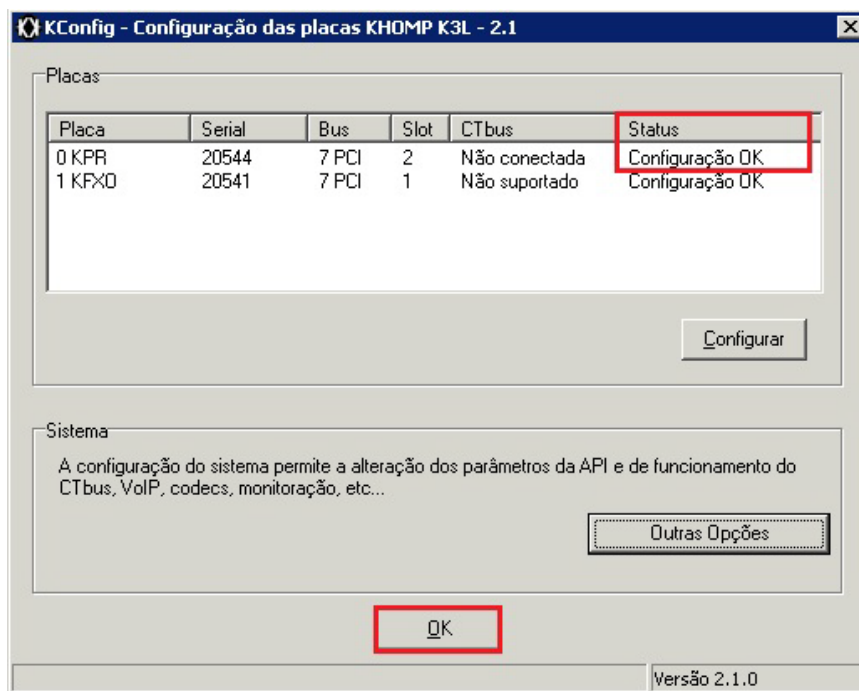 KConfig - Configuração das placas KHOMP K3L - 2.1
Placas
Placa Serial Bus Slot CTbus Status
0 KPR 20544 7 PCI 2 Não conectada Configuração OK
1 KFXO 20541 7 PCI 1 Não suportado Configuração OK
Configurar
Sistema
A configuração do sistema permite a alteração dos parâmetros da API e de funcionamento do
CTbus, VoIP, codecs, monitoração, etc...
Outras Opções
OK
Versão 2.1.0